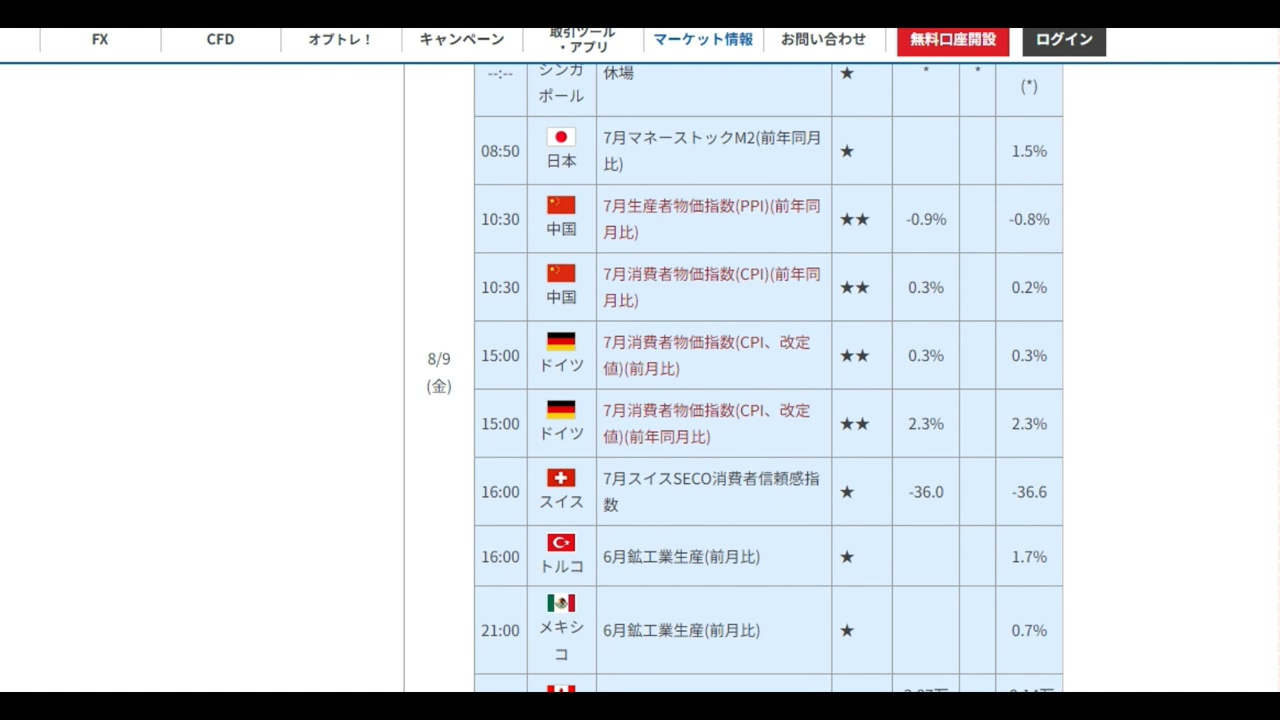 FX
CFD
オプトレ！
キャンペーン
取引ツール
・アプリ
マーケット情報
お問い合わせ
無料口座開設
ログイン
--:--
シンガ
ポール
休場
★
*
*
(*)
8/9
(金)
08:50
日本
7月マネーストックM2(前年同月
比)
★
1.5%
10:30
中国
7月生産者物価指数(PPI)(前年同
月比)
★★
-0.9%
-0.8%
10:30
中国
7月消費者物価指数(CPI)(前年同
月比)
★★
0.3%
0.2%
15:00
ドイツ
7月消費者物価指数(CPI、改定
値)(前月比)
★★
0.3%
0.3%
15:00
ドイツ
7月消費者物価指数(CPI、改定
値)(前年同月比)
★★
2.3%
2.3%
16:00
スイス
7月スイスSECO消費者信頼感指
数
★
-36.0
-36.6
16:00
トルコ
6月鉱工業生産(前月比)
★
1.7%
21:00
メキシ
コ
6月鉱工業生産(前月比)
★
0.7%